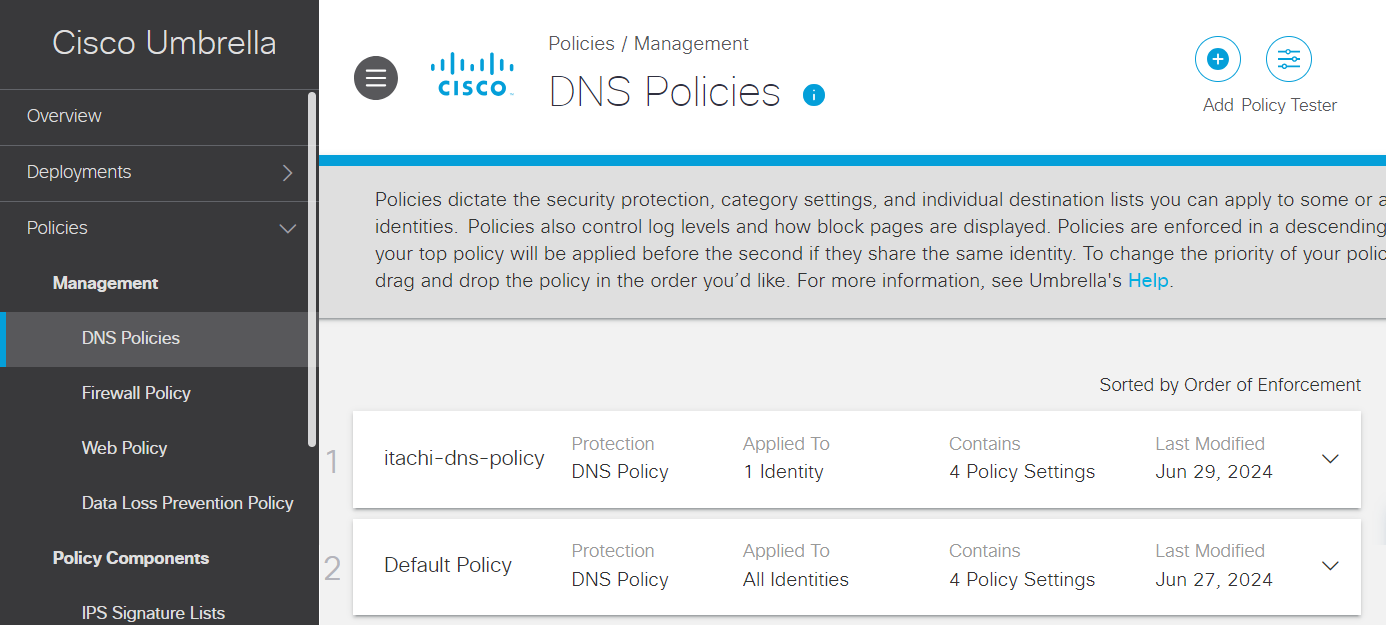 Cisco Umbrella
Overview
Deployments
Policies
Management
DNS Policies
Firewall Policy
Web Policy
Data Loss Prevention Policy
Policy Components
IPS Signature Lists
CISCO
Policies / Management
DNS Policies
i
Add
Policy Tester
Policies dictate the security protection, category settings, and individual destination lists you can apply to some or a
identities. Policies also control log levels and how block pages are displayed. Policies are enforced in a descending
your top policy will be applied before the second if they share the same identity. To change the priority of your polic
drag and drop the policy in the order you'd like. For more information, see Umbrella's Help.
Sorted by Order of Enforcement
1
itachi-dns-policy
Protection
DNS Policy
Applied To
1 Identity
Contains
4 Policy Settings
Last Modified
Jun 29, 2024
2
Default Policy
Protection
DNS Policy
Applied To
All Identities
Contains
4 Policy Settings
Last Modified
Jun 27, 2024